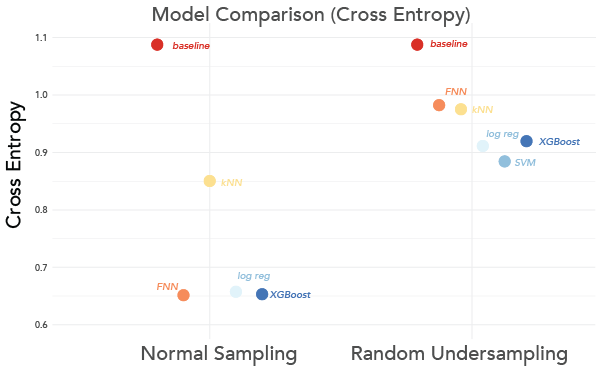 Model Comparison (Cross Entropy)
Cross Entropy
1.1
1.0
0.9
0.8
0.7
0.6
baseline
kNN
FNN
log reg
XGBoost
baseline
FNN
kNN
log reg
XGBoost
SVM
Normal Sampling
Random Undersampling